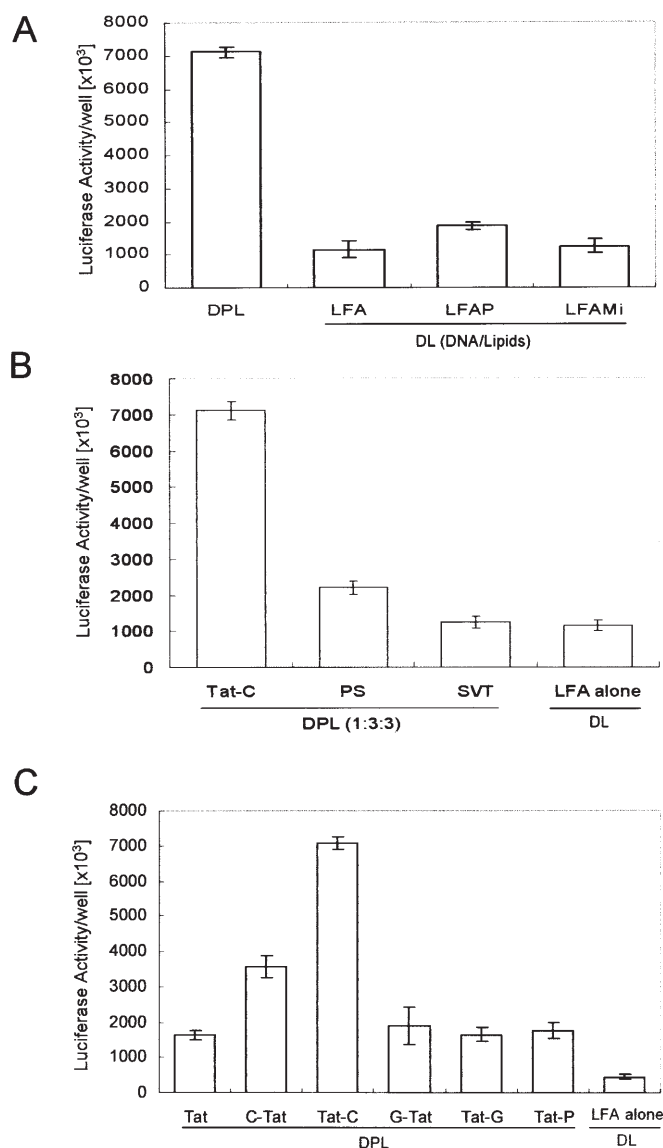 A
Luciferase Activity/well [x10³]
8000
7000
6000
5000
4000
3000
2000
1000
0
DPL LFA LFAP LFAMi
DL (DNA/Lipids)
B
Luciferase Activity/well [x10³]
8000
7000
6000
5000
4000
3000
2000
1000
0
Tat-C PS SVT LFA alone
DPL (1:3:3) DL
C
Luciferase Activity/well [x10³]
8000
7000
6000
5000
4000
3000
2000
1000
0
Tat C-Tat Tat-C G-Tat Tat-G Tat-P LFA alone
DPL DL